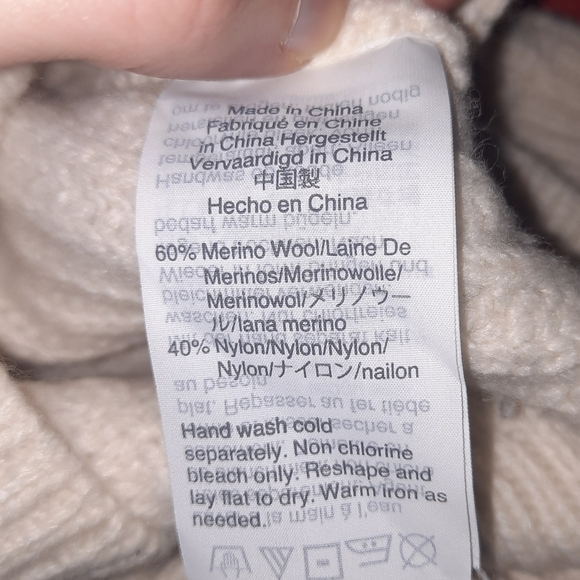 Made in China
Fabriqué en Chine
in China Hergestellt
Vervaardigd in China
中国製
Hecho en China
60% Merino Wool/Laine De
Merinos/Merinowolle/
Merinowol/メリノウー
ル/lana merino
40% Nylon/Nylon/Nylon/
Nylon/ナイロン/nailon
Hand wash cold
separately. Non chlorine
bleach only. Reshape and
lay flat to dry. Warm Iron as
needed.